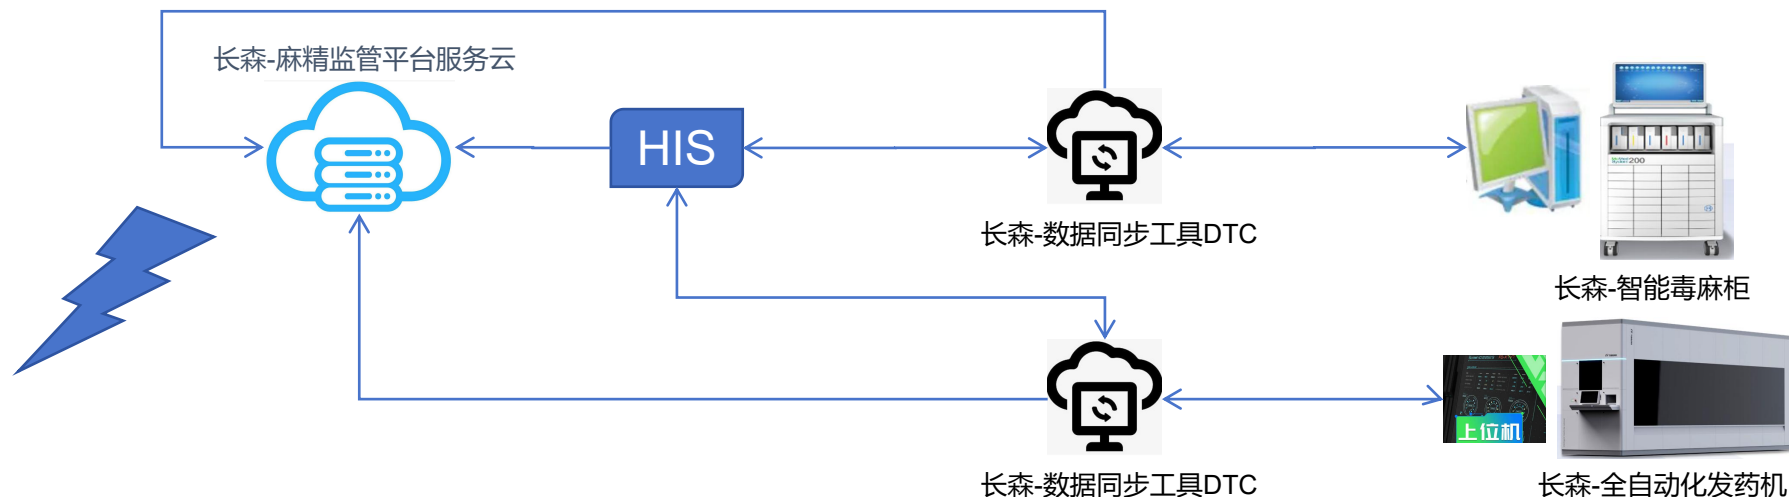 长森-麻精监管平台服务云
HIS
长森-数据同步工具DTC
200
长森-智能毒麻柜
长森-数据同步工具DTC
上位机
长森-全自动化发药机